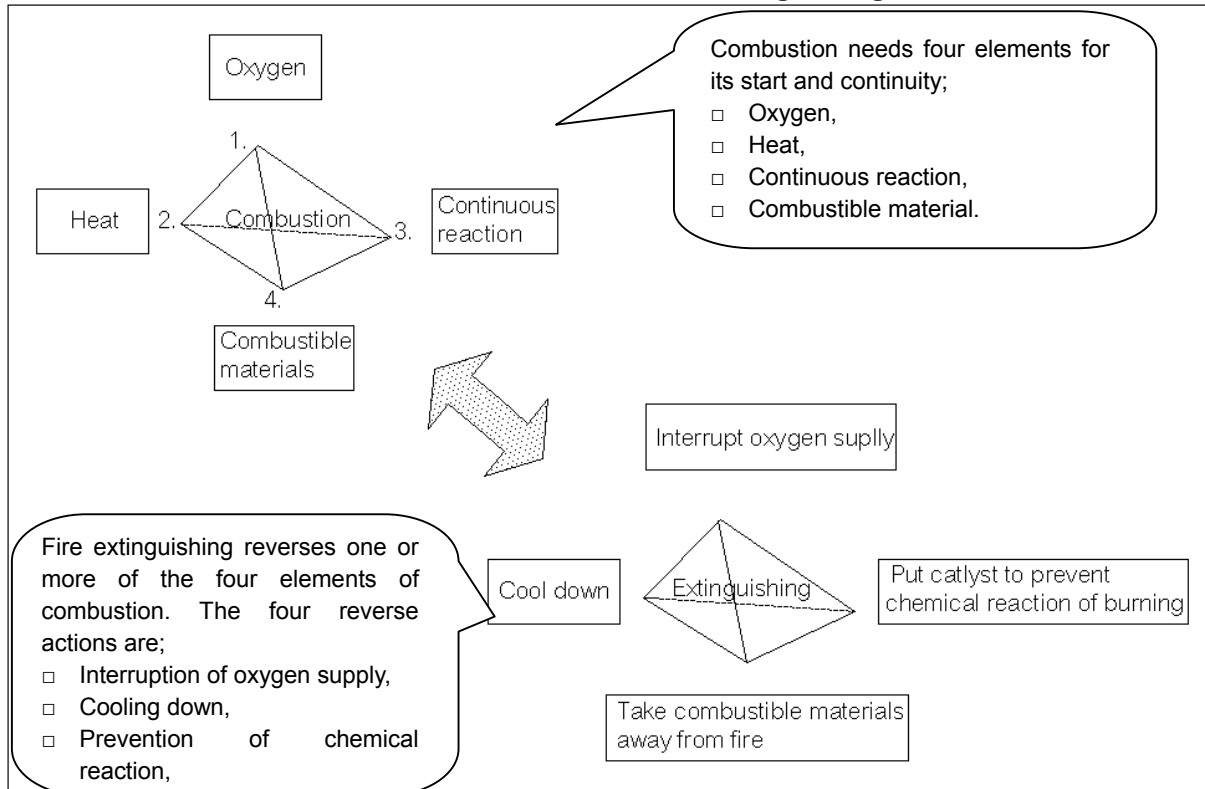 Combustion needs four elements for
its start and continuity;
□ Oxygen,
□ Heat,
□ Continuous reaction,
□ Combustible material.
Oxygen
1.
Heat
2.
Combustion
3.
Continuous
reaction
4.
Combustible
materials
Interrupt oxygen suplly
Fire extinguishing reverses one or
more of the four elements of
combustion. The four reverse
actions are;
□ Interruption of oxygen supply,
□ Cooling down,
□ Prevention of chemical
reaction,
Cool down
Extinguishing
Put catlyst to prevent
chemical reaction of burning
Take combustible materials
away from fire